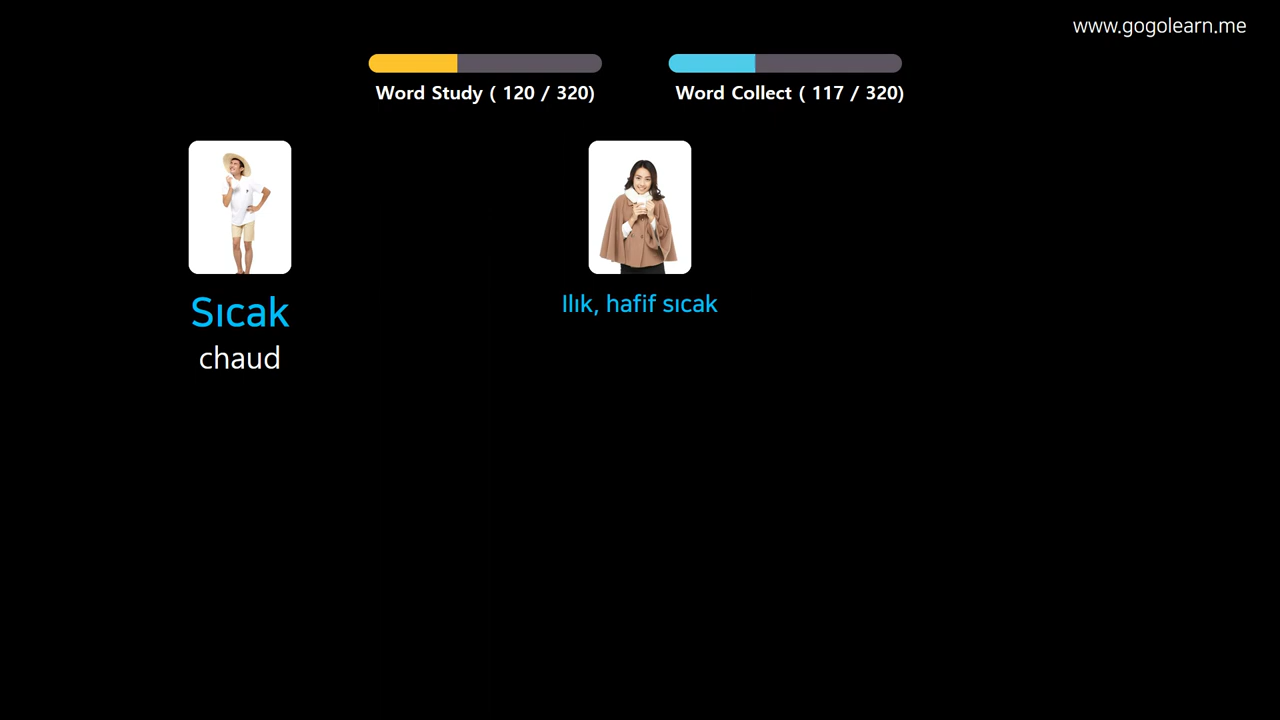 www.gogolearn.me
Word Study ( 120 / 320)
Word Collect ( 117 / 320)
Sıcak
chaud
Ilık, hafif sıcak